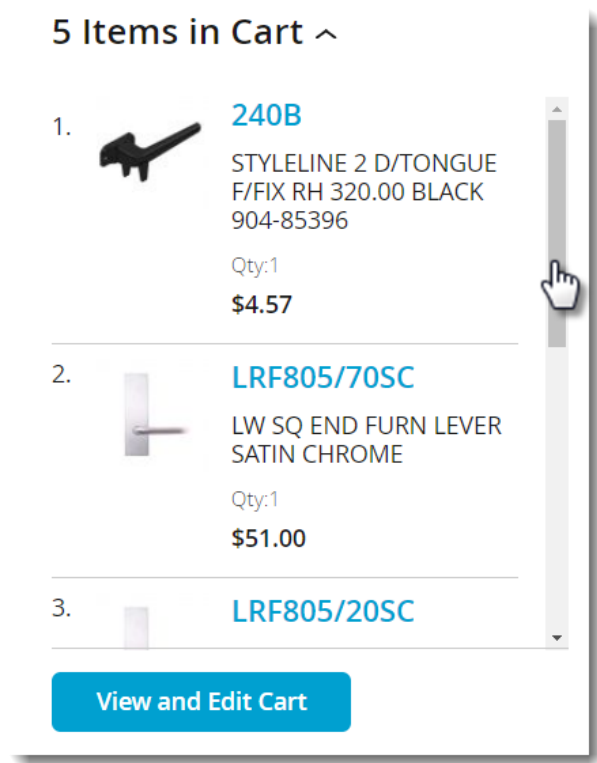 5 Items in Cart
1.
240B
STYLELINE 2 D/TONGUE
F/FIX RH 320.00 BLACK
904-85396
Qty:1
$4.57
2.
LRF805/70SC
LW SQ END FURN LEVER
SATIN CHROME
Qty:1
$51.00
3.
LRF805/20SC
View and Edit Cart